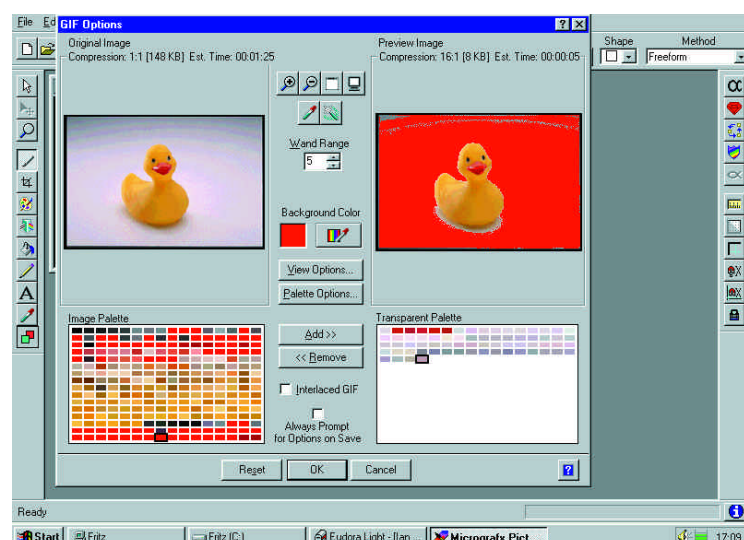 File Ed
GIF Options
Original Image
Compression: 1:1 [148 KB] Est. Time: 00:01:25
Preview Image
Compression: 16:1 [8 KB] Est. Time: 00:00:05
Shape Method
Freeform
Wand Range
5
Background Color
View Options...
Palette Options...
Image Palette
Transparent Palette
Add >>
<< Remove
Interlaced GIF
Always Prompt
for Options on Save
Reset OK Cancel
Ready
Start Fritz Fritz (C:) Eudora Light - [Ian ... Micrografx Pict... 17:09